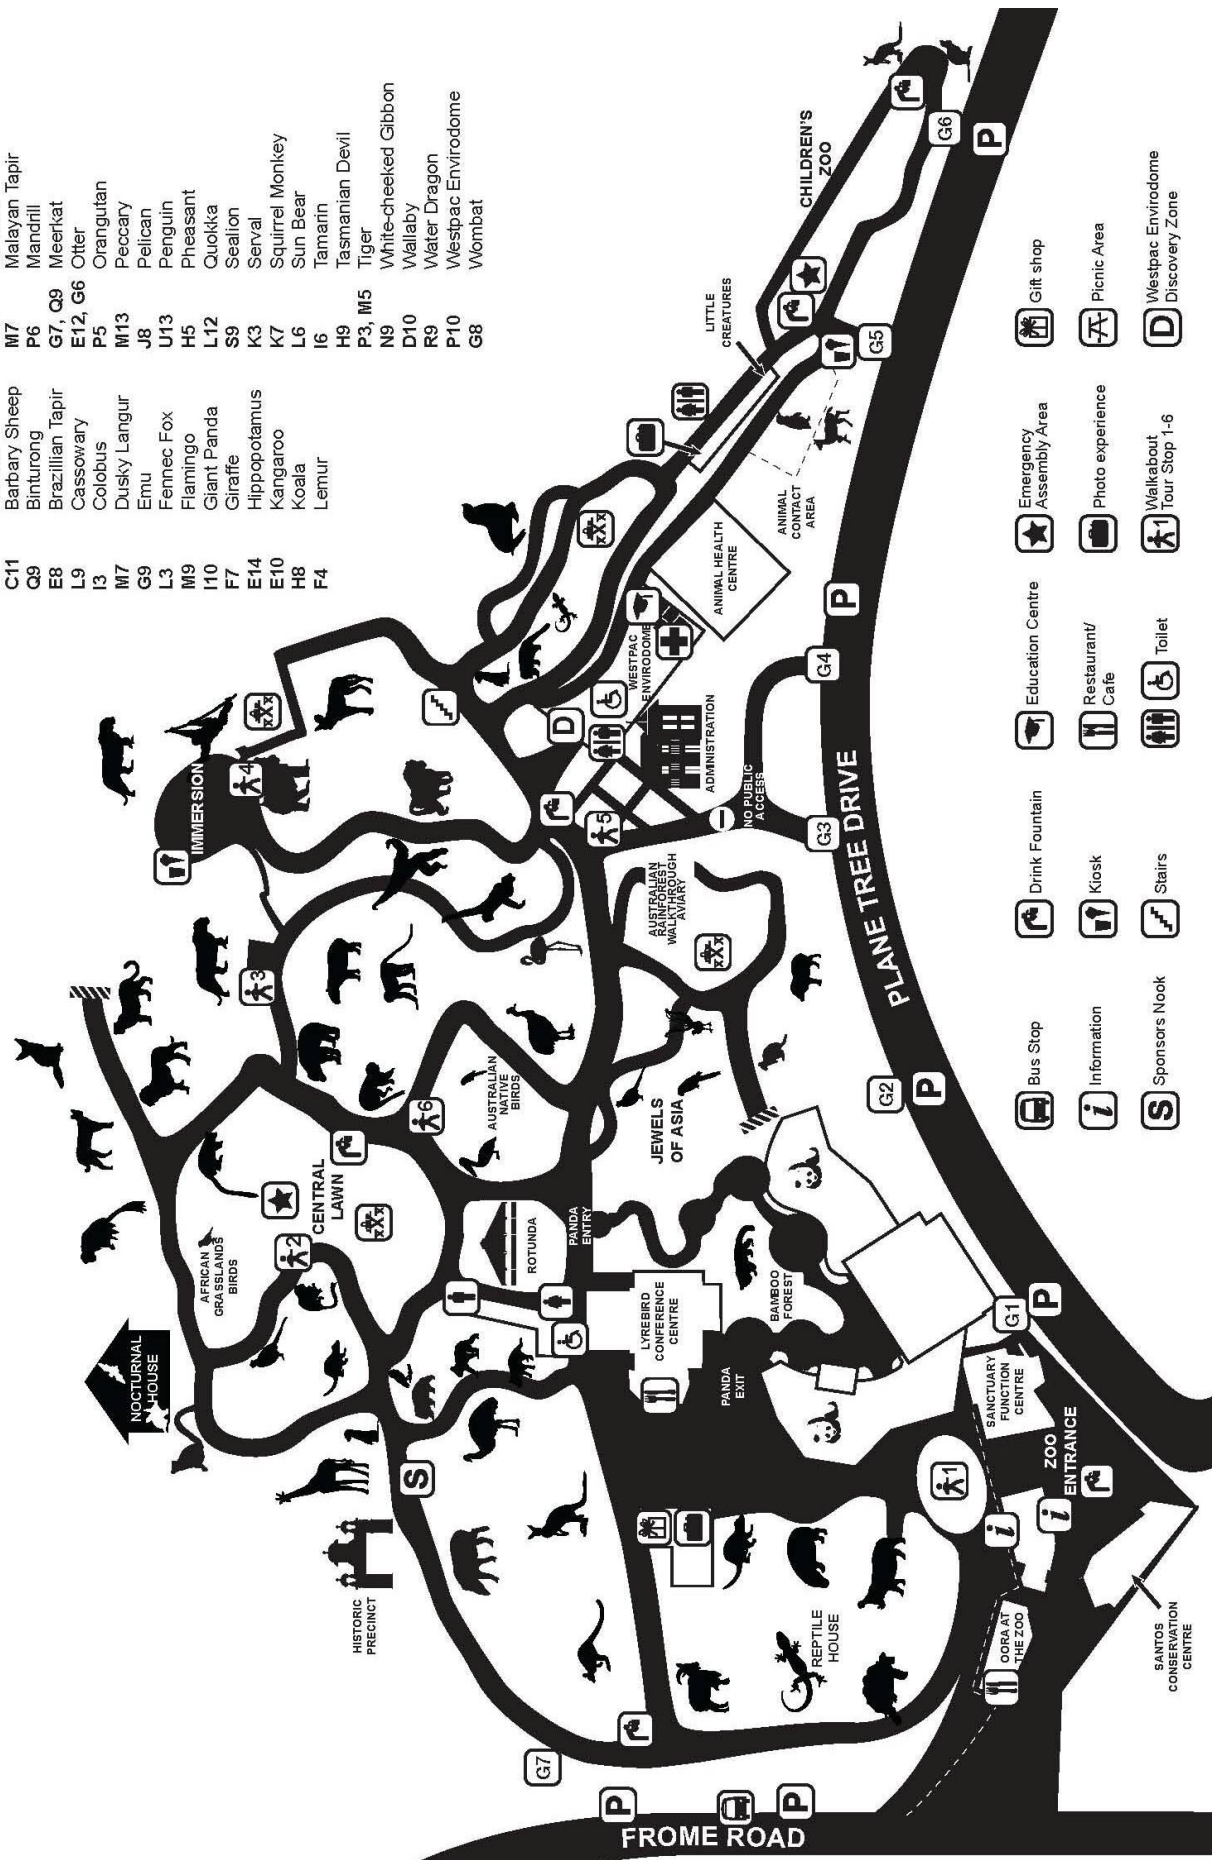 C11 Barbary Sheep
Q9 Binturong
E8 Brazillian Tapir
L9 Cassowary
I3 Colobus
M7 Dusky Langur
G9 Emu
L3 Fennec Fox
M9 Flamingo
I10 Giant Panda
F7 Giraffe
E14 Hippopotamus
E10 Kangaroo
H8 Koala
F4 Lemur
M7 Malayan Tapir
P6 Mandrill
G7, Q9 Meerkat
E12, G6 Otter
P5 Orangutan
M13 Peccary
J8 Pelican
U13 Penguin
H5 Pheasant
L12 Quokka
S9 Sealion
K3 Serval
K7 Squirrel Monkey
L6 Sun Bear
I6 Tamarin
H9 Tasmanian Devil
P3, M5 Tiger
N9 White-cheeked Gibbon
D10 Wallaby
R9 Water Dragon
P10 Westpac Envirodome
G8 Wombat
NOCTURNAL
HOUSE
IMMERSION
4
3
AFRICAN
GRASSLANDS
BIRDS
2
CENTRAL
LAWN
HISTORIC
PRECINCT
S
6
AUSTRALIAN
NATIVE
BIRDS
ROTUNDA
PANDA
ENTRY
D
5
WESTPAC
ENVIRODOME
G7
P
FROME ROAD
P
LYREBIRD
CONFERENCE
CENTRE
JEWELS
OF ASIA
AUSTRALIAN
RAINFOREST
WALKTHROUGH
AVIARY
ADMINISTRATION
NO PUBLIC
ACCESS
ANIMAL HEALTH
CENTRE
ANIMAL
CONTACT
AREA
LITTLE
CREATURES
CHILDREN'S
ZOO
PANDA
EXIT
BAMBOO
FOREST
REPTILE
HOUSE
G3
G4
G5
G6
P
P
PLANE TREE DRIVE
G2
P
1
SANCTUARY
FUNCTION
CENTRE
G1
P
OORA AT
THE ZOO
i
i
ZOO
ENTRANCE
SANTOS
CONSERVATION
CENTRE
Bus Stop
Drink Fountain
Education Centre
Emergency
Assembly Area
Gift shop
i Information
Kiosk
Restaurant/
Cafe
Photo experience
Picnic Area
S Sponsors Nook
Stairs
Toilet
1 Walkabout
Tour Stop 1-6
D Westpac Envirodome
Discovery Zone